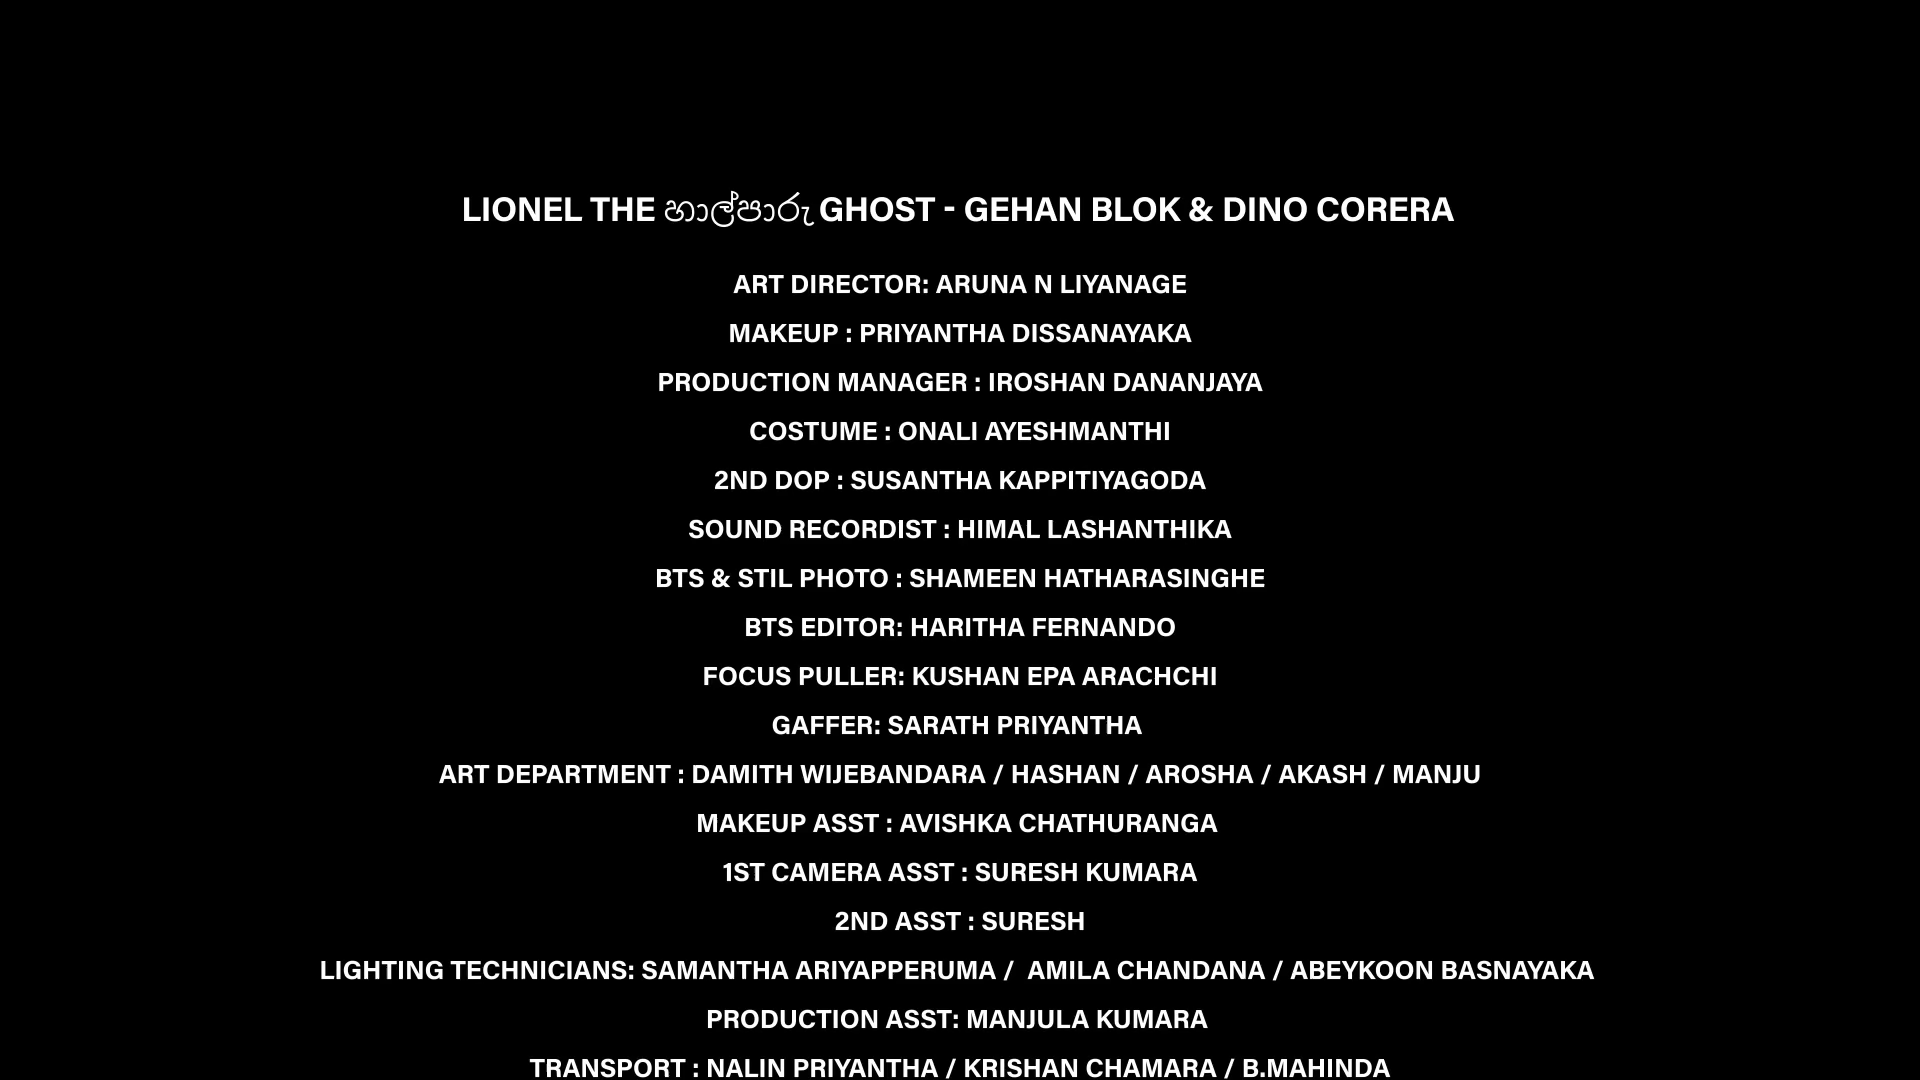 LIONEL THE හාල්පාරු GHOST - GEHAN BLOK & DINO CORERA
ART DIRECTOR: ARUNA N LIYANAGE
MAKEUP : PRIYANTHA DISSANAYAKA
PRODUCTION MANAGER : IROSHAN DANANJAYA
COSTUME : ONALI AYESHMANTHI
2ND DOP : SUSANTHA KAPPITIYAGODA
SOUND RECORDIST : HIMAL LASHANTHIKA
BTS & STIL PHOTO : SHAMEEN HATHARASINGHE
BTS EDITOR: HARITHA FERNANDO
FOCUS PULLER: KUSHAN EPA ARACHCHI
GAFFER: SARATH PRIYANTHA
ART DEPARTMENT : DAMITH WIJEBANDARA / HASHAN / AROSHA / AKASH / MANJU
MAKEUP ASST : AVISHKA CHATHURANGA
1ST CAMERA ASST : SURESH KUMARA
2ND ASST : SURESH
LIGHTING TECHNICIANS: SAMANTHA ARIYAPPERUMA /  AMILA CHANDANA / ABEYKOON BASNAYAKA
PRODUCTION ASST: MANJULA KUMARA
TRANSPORT : NALIN PRIYANTHA / KRISHAN CHAMARA / B.MAHINDA